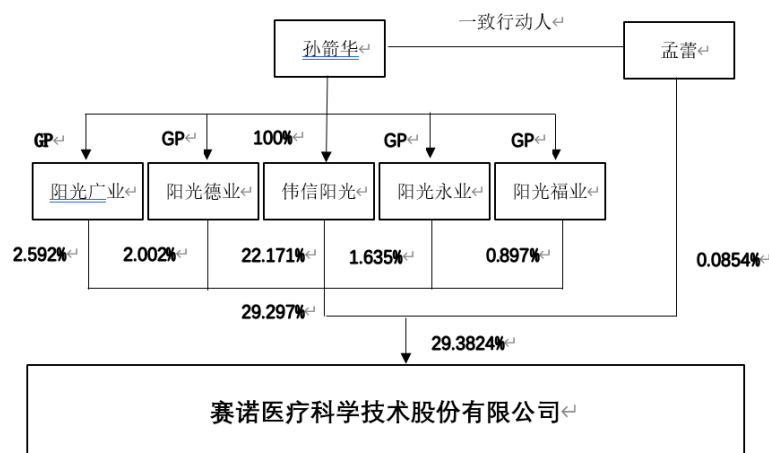 一致行动人
孙箭华
孟蕾
GP
GP
100%
GP
GP
阳光广业
阳光德业
伟信阳光
阳光永业
阳光福业
2.592%
2.002%
22.171%
1.635%
0.897%
0.0854%
29.297%
29.3824%
赛诺医疗科学技术股份有限公司